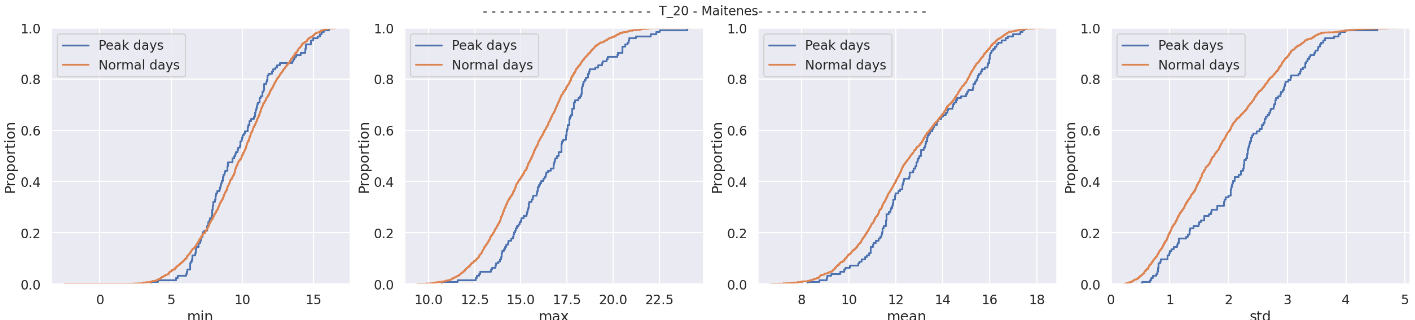 T_20 - Maitenes
Peak days
Normal days
Proportion
1.0
0.8
0.6
0.4
0.2
0.0
0
5
10
15
min
Peak days
Normal days
Proportion
1.0
0.8
0.6
0.4
0.2
0.0
10.0
12.5
15.0
17.5
20.0
22.5
max
Peak days
Normal days
Proportion
1.0
0.8
0.6
0.4
0.2
0.0
8
10
12
14
16
18
mean
Peak days
Normal days
Proportion
1.0
0.8
0.6
0.4
0.2
0.0
0
1
2
3
4
5
std